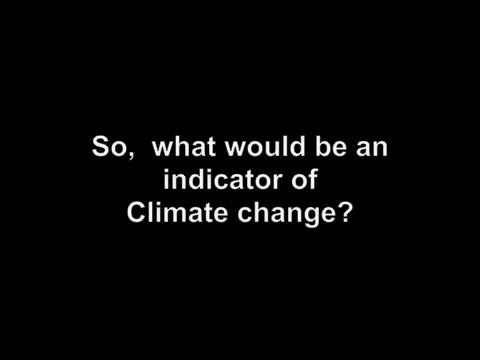 So,  what would be an
indicator of
Climate change?